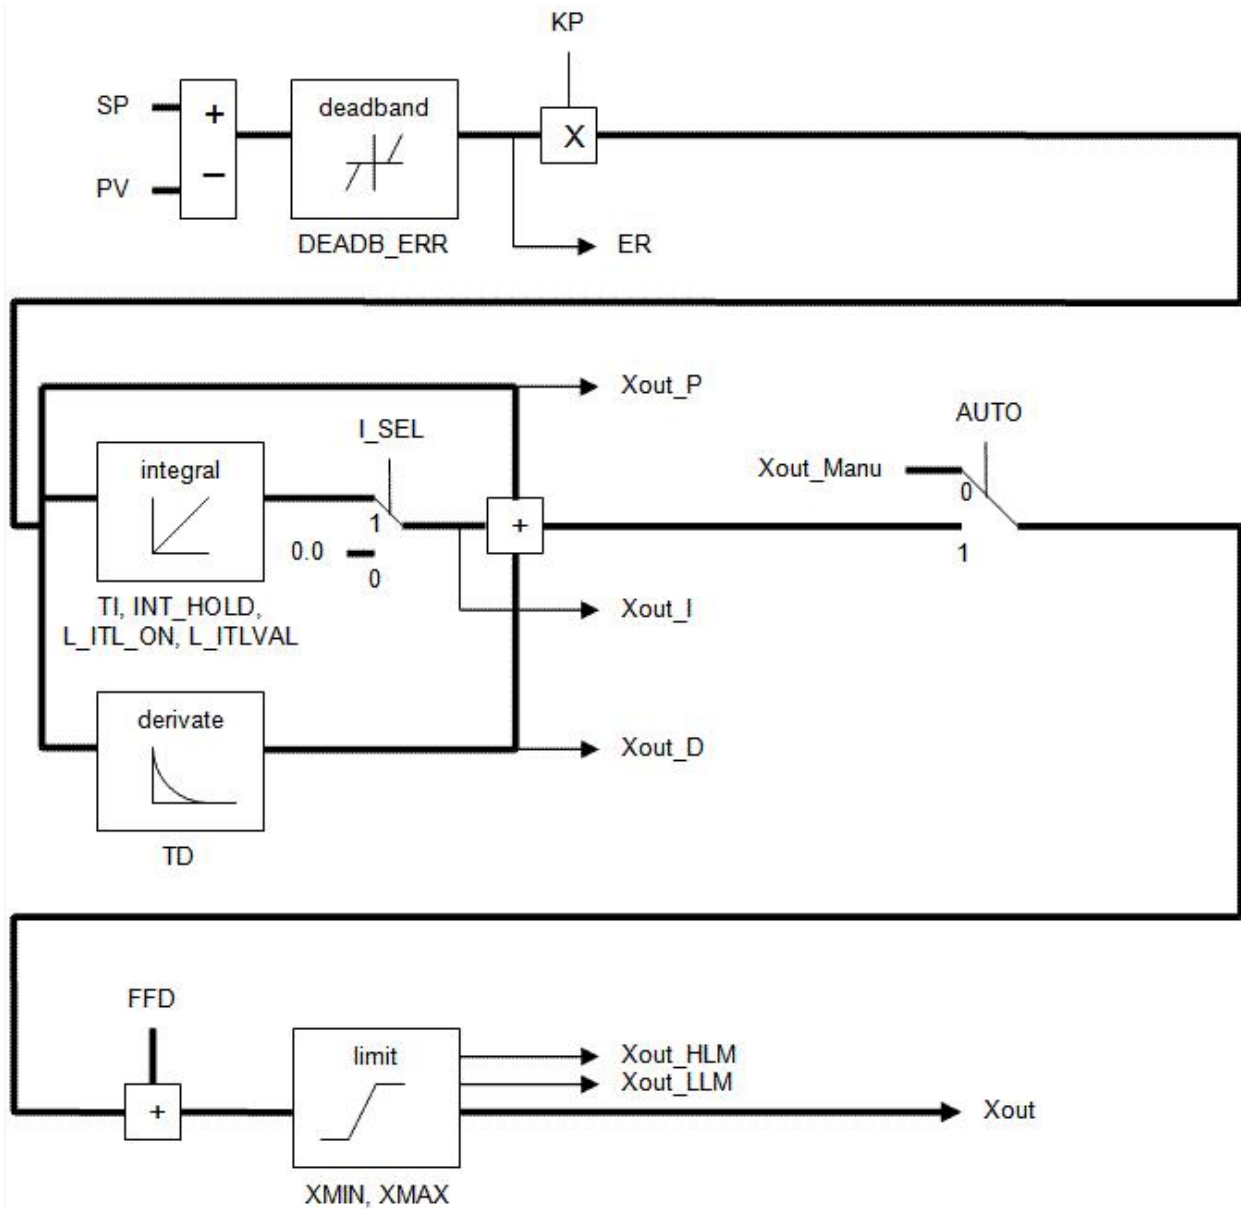 KP
SP
+
deadband
X
PV
−
DEADB_ERR
ER
Xout_P
I_SEL
AUTO
integral
Xout_Manu
0
1
+
0.0
0
1
TI, INT_HOLD,
L_ITL_ON, L_ITLVAL
Xout_I
derivate
Xout_D
TD
FFD
limit
Xout_HLM
Xout_LLM
+
Xout
XMIN, XMAX